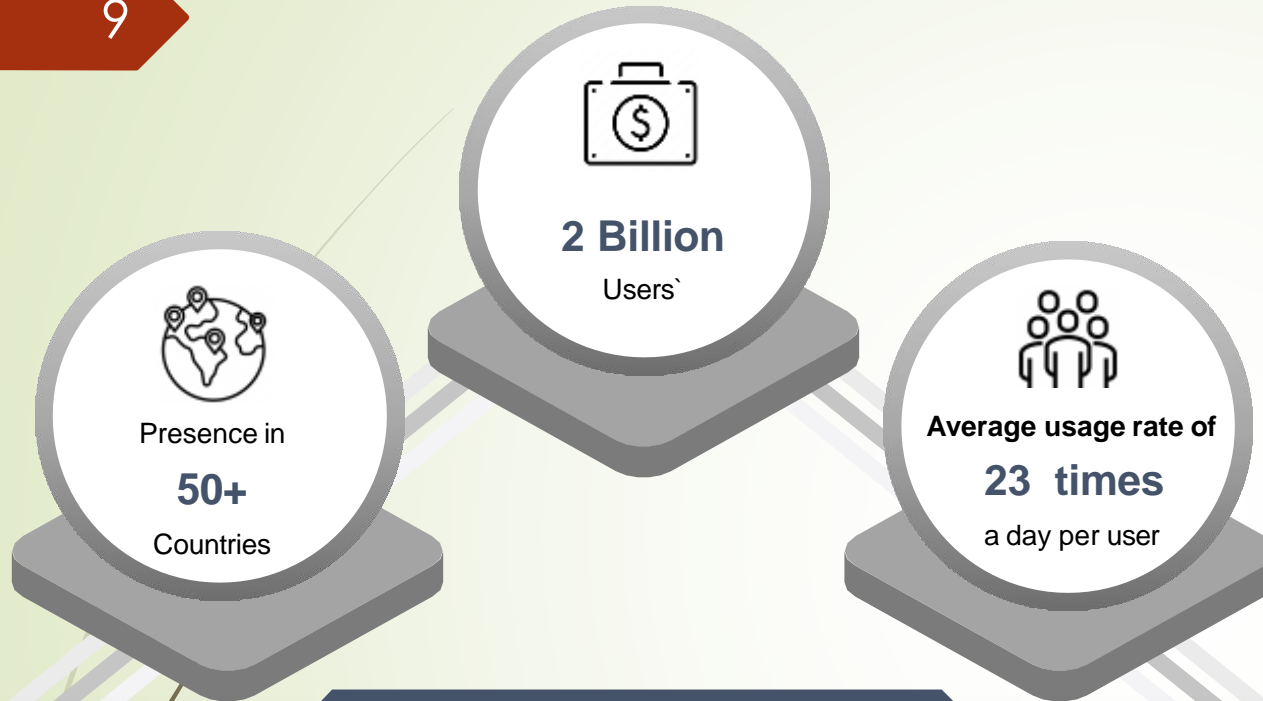 9
2 Billion
Users`
Presence in
50+
Countries
Average usage rate of
23 times
a day per user